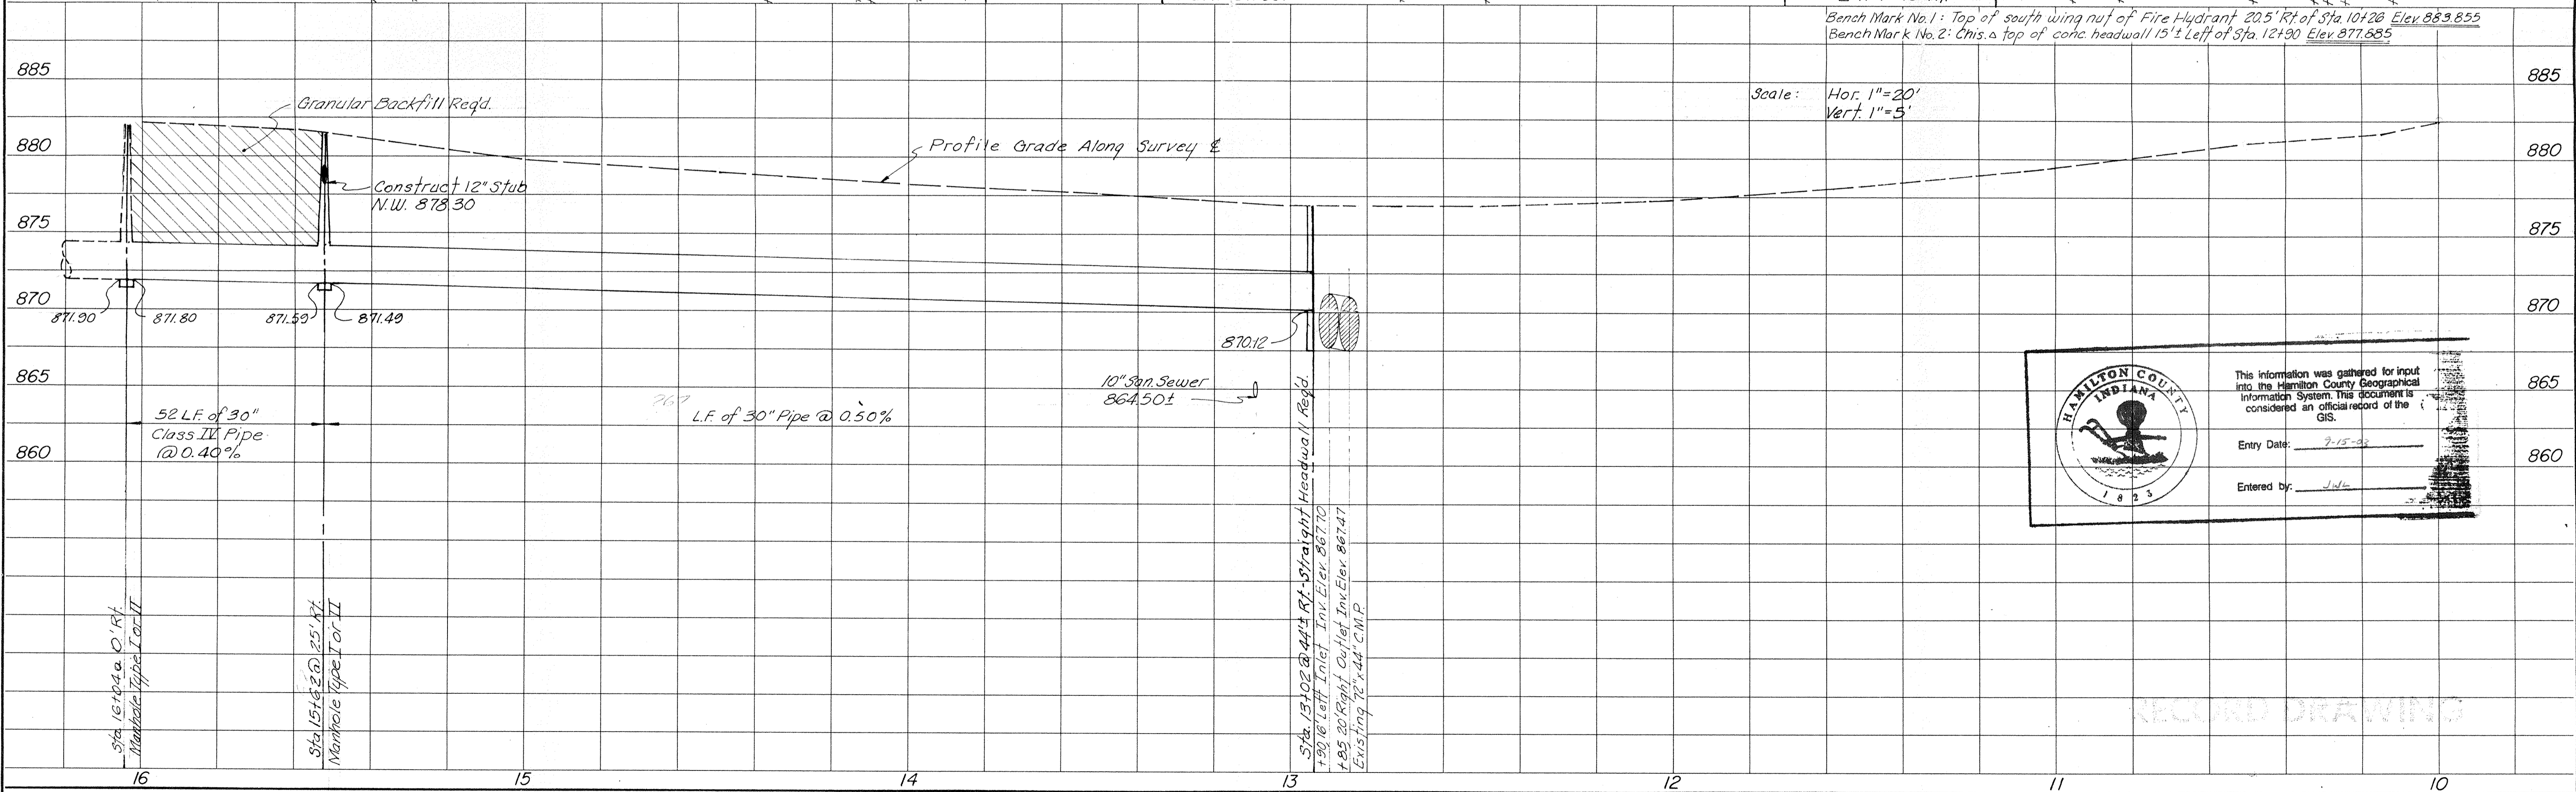 Bench Mark No. 1 : Top of south wing nut of Fire Hydrant 20.5' Rt of Sta. 10+26 Elev 883.855
Bench Mark No. 2 : Chis. △ top of conc. headwall 15'± Left of Sta. 12+90 Elev 877.685
885
885
Scale: Hor. 1"=20'
Vert. 1"=5'
Granular Backfill Req'd.
880
Profile Grade Along Survey ℄
880
Construct 12" Stub
N.W. 878.30
875
875
870
870
871.90
871.80
871.59
871.49
870.12
865
10" San. Sewer
864.50±
865
52 L.F. of 30"
Class IV Pipe
@ 0.40%
267
L.F. of 30" Pipe @ 0.50%
860
860
HAMILTON COUNTY
INDIANA
1823
This information was gathered for input
into the Hamilton County Geographical
Information System. This document is
considered an official record of the
GIS.
Entry Date: 9-15-03
Entered by: JWL
Sta. 16+04 @ 0' Rt.
Manhole Type I or II
Sta 15+62 @ 25' Rt.
Manhole Type I or II
Sta. 13+02 @ 44'± Rt.-Straight Headwall Req'd.
+90 16' Left Inlet Inv. Elev. 867.70
+85 20' Right Outlet Inv. Elev. 867.47
Existing 72" x 44" C.M.P.
RECORD DRAWING
16
15
14
13
12
11
10